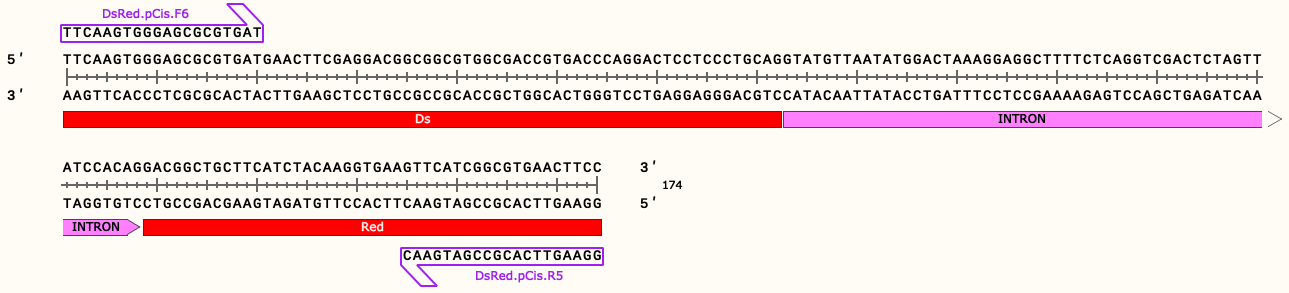 DsRed.pCis.F6
TTCAAGTGGGAGCGCGTGAT
5' TTCAAGTGGGAGCGCGTGATGAACTTCGAGGACGGCGGCGTGGCGACCGTGACCCAGGACTCCTCCCTGCAGGTATGTTAATATGGACTAAAGGAGGCTTTTCTCAGGTCGACTCTAGTT
3' AAGTTCACCCTCGCGCACTACTTGAAGCTCCTGCCGCCGCACCGCTGGCACTGGGTCCTGAGGAGGGACGTCCATACAATTATACCTGATTTCCTCCGAAAAGAGTCCAGCTGAGATCAA
Ds INTRON
ATCCACAGGACGGCTGCTTCATCTACAAGGTGAAGTTCATCGGCGTGAACTTCC 3'
174
TAGGTGTCCTGCCGACGAAGTAGATGTTCCACTTCAAGTAGCCGCACTTGAAGG 5'
INTRON Red
CAAGTAGCCGCACTTGAAGG
DsRed.pCis.R5